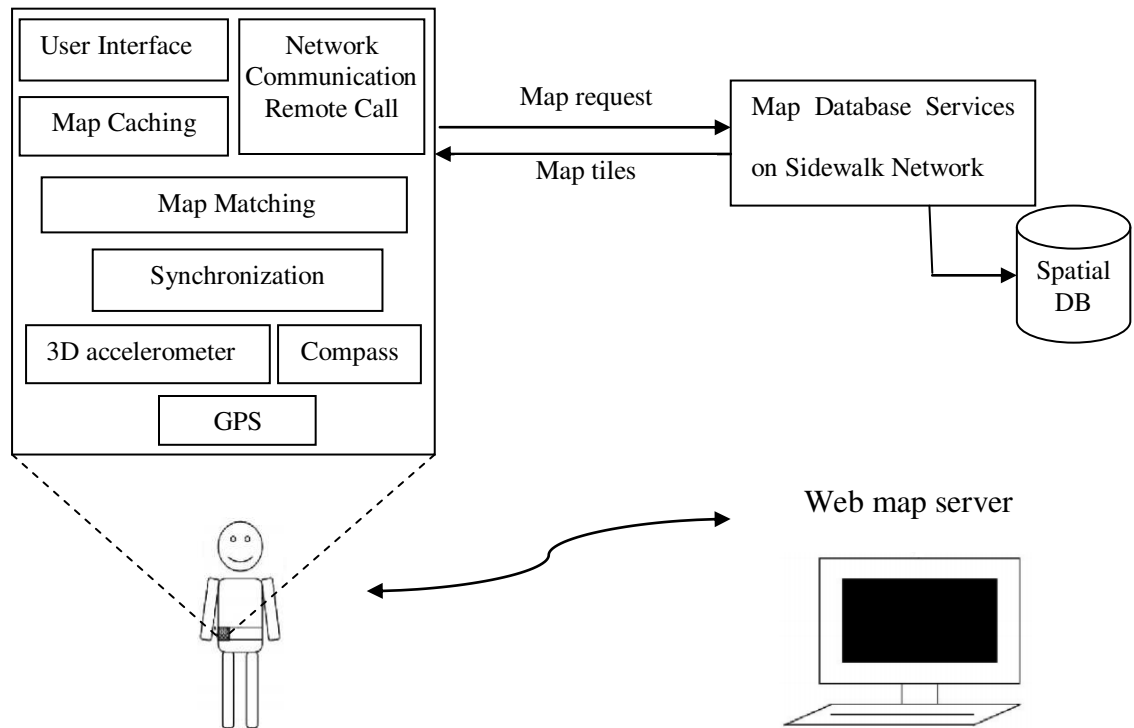 User Interface
Network
Communication
Remote Call
Map Caching
Map Matching
Synchronization
3D accelerometer
Compass
GPS
Map request
Map tiles
Map Database Services
on Sidewalk Network
Spatial
DB
Web map server